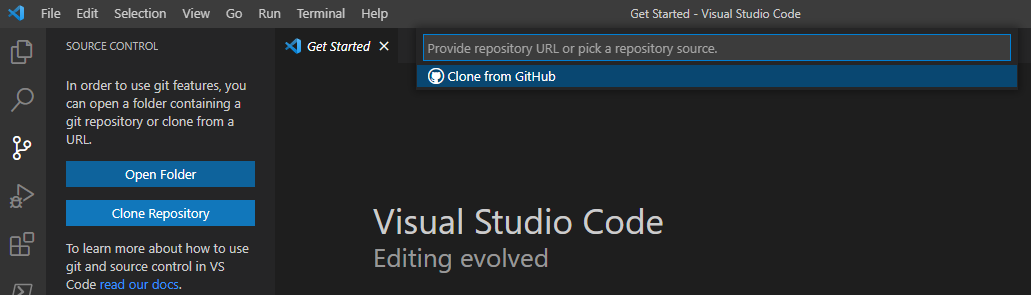 File Edit Selection View Go Run Terminal Help Get Started - Visual Studio Code
SOURCE CONTROL
Get Started
Provide repository URL or pick a repository source.
Clone from GitHub
In order to use git features, you
can open a folder containing a
git repository or clone from a
URL.
Open Folder
Clone Repository
To learn more about how to use
git and source control in VS
Code read our docs.
Visual Studio Code
Editing evolved